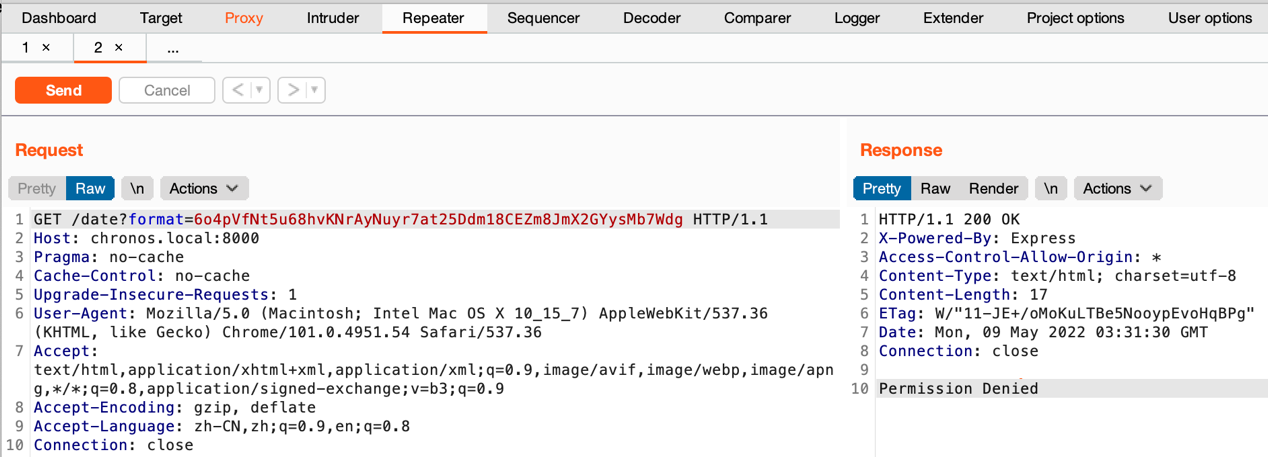 Dashboard Target Proxy Intruder Repeater Sequencer Decoder Comparer Logger Extender Project options User options
1 × 2 × ...
Send Cancel < ▼ > ▼
Request
Pretty Raw \n Actions
1 GET /date?format=6o4pVfNt5u68hvKNrAyNuyr7at25Ddm18CEZm8JmX2GYysMb7Wdg HTTP/1.1
2 Host: chronos.local:8000
3 Pragma: no-cache
4 Cache-Control: no-cache
5 Upgrade-Insecure-Requests: 1
6 User-Agent: Mozilla/5.0 (Macintosh; Intel Mac OS X 10_15_7) AppleWebKit/537.36
(KHTML, like Gecko) Chrome/101.0.4951.54 Safari/537.36
7 Accept:
text/html,application/xhtml+xml,application/xml;q=0.9,image/avif,image/webp,image/apn
g,*/*;q=0.8,application/signed-exchange;v=b3;q=0.9
8 Accept-Encoding: gzip, deflate
9 Accept-Language: zh-CN,zh;q=0.9,en;q=0.8
10 Connection: close
Response
Pretty Raw Render \n Actions
1 HTTP/1.1 200 OK
2 X-Powered-By: Express
3 Access-Control-Allow-Origin: *
4 Content-Type: text/html; charset=utf-8
5 Content-Length: 17
6 ETag: W/"11-JE+/oMoKuLTBe5NooypEvoHqBPg"
7 Date: Mon, 09 May 2022 03:31:30 GMT
8 Connection: close
9
10 Permission Denied